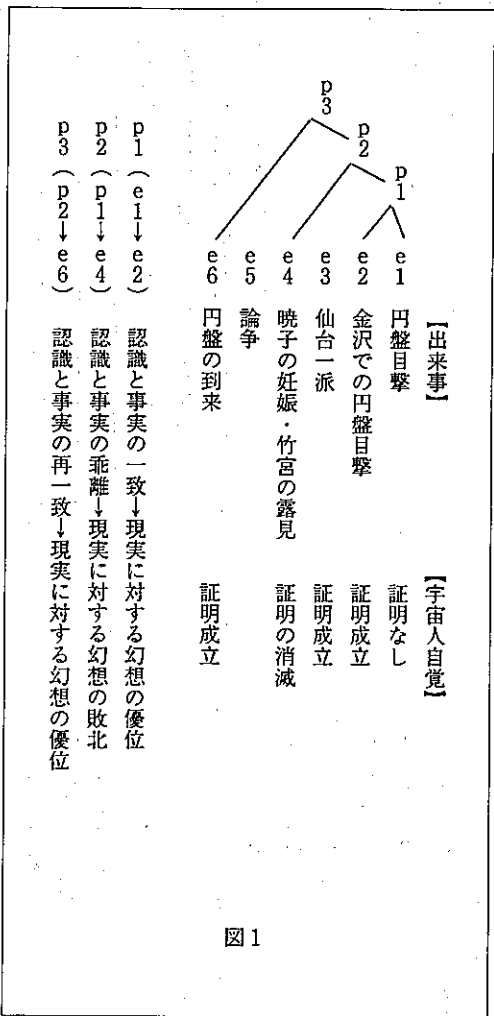 【出来事】 【宇宙人自覚】
e1 円盤目撃 証明なし
e2 金沢での円盤目撃 証明成立
e3 仙台一派 証明成立
e4 暁子の妊娠・竹宮の露見 証明の消滅
e5 論争
e6 円盤の到来 証明成立
p1
p2
p3
p1（e1→e2） 認識と事実の一致→現実に対する幻想の優位
p2（p1→e4） 認識と事実の乖離→現実に対する幻想の敗北
p3（p2→e6） 認識と事実の再一致→現実に対する幻想の優位
図1